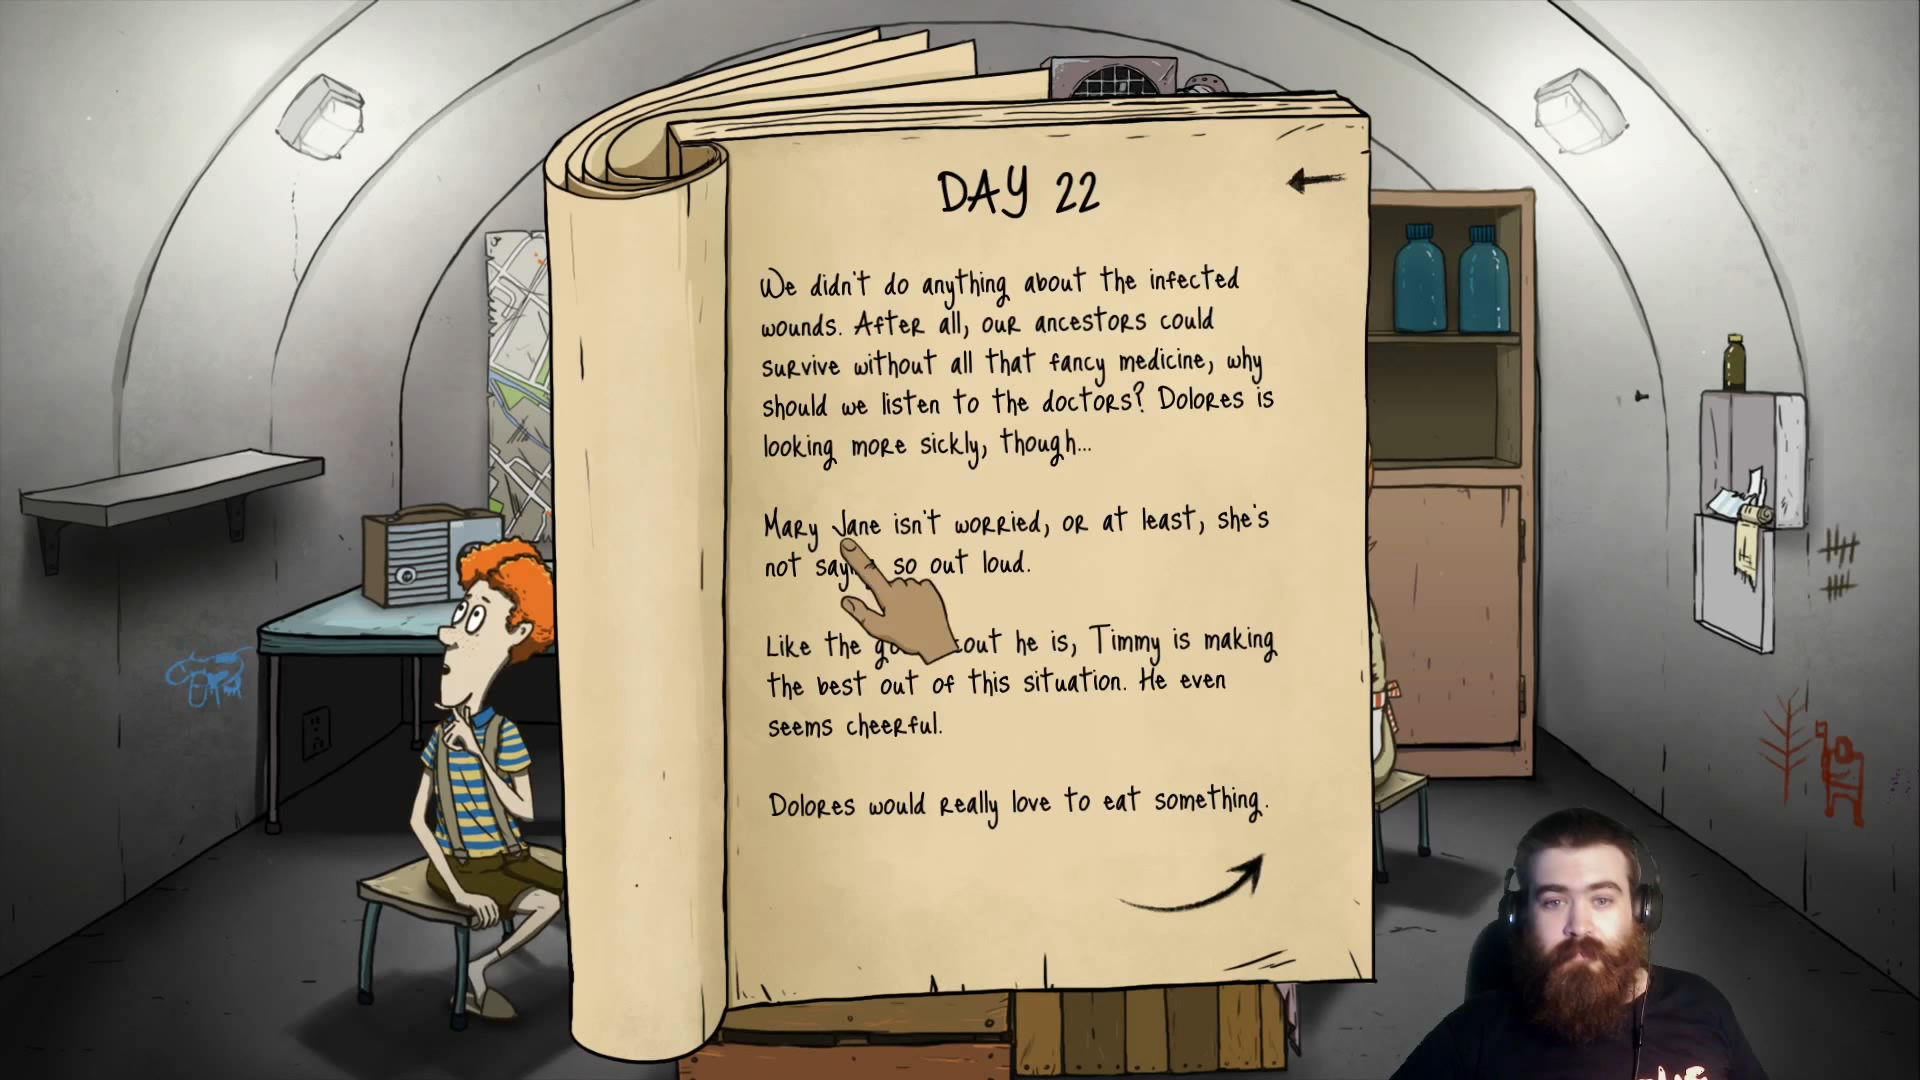 DAY 22
We didn't do anything about the infected
wounds. After all, our ancestors could
survive without all that fancy medicine, why
should we listen to the doctors? Dolores is
looking more sickly, though...
Mary Jane isn't worried, or at least, she's
not so out loud.
Like the he is, Timmy is making
the best out of this situation. He even
seems cheerful.
Dolores would really love to eat something.